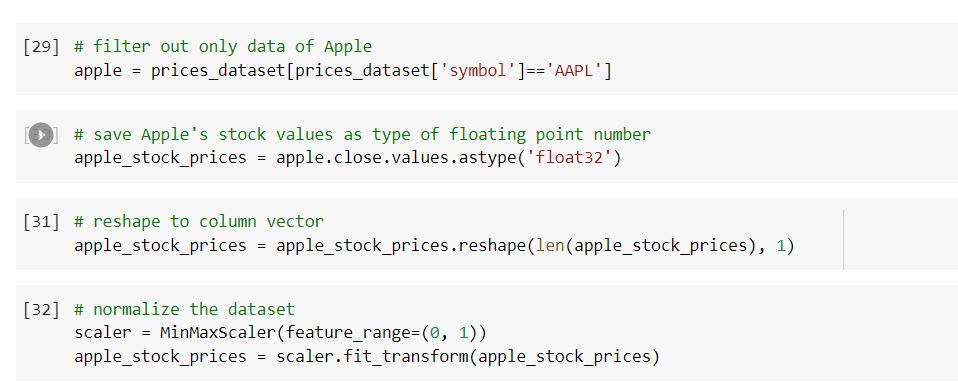 [29] # filter out only data of Apple
apple = prices_dataset[prices_dataset['symbol']=='AAPL']
# save Apple's stock values as type of floating point number
apple_stock_prices = apple.close.values.astype('float32')
[31] # reshape to column vector
apple_stock_prices = apple_stock_prices.reshape(len(apple_stock_prices), 1)
[32] # normalize the dataset
scaler = MinMaxScaler(feature_range=(0, 1))
apple_stock_prices = scaler.fit_transform(apple_stock_prices)